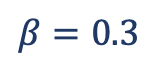 β = 0.3